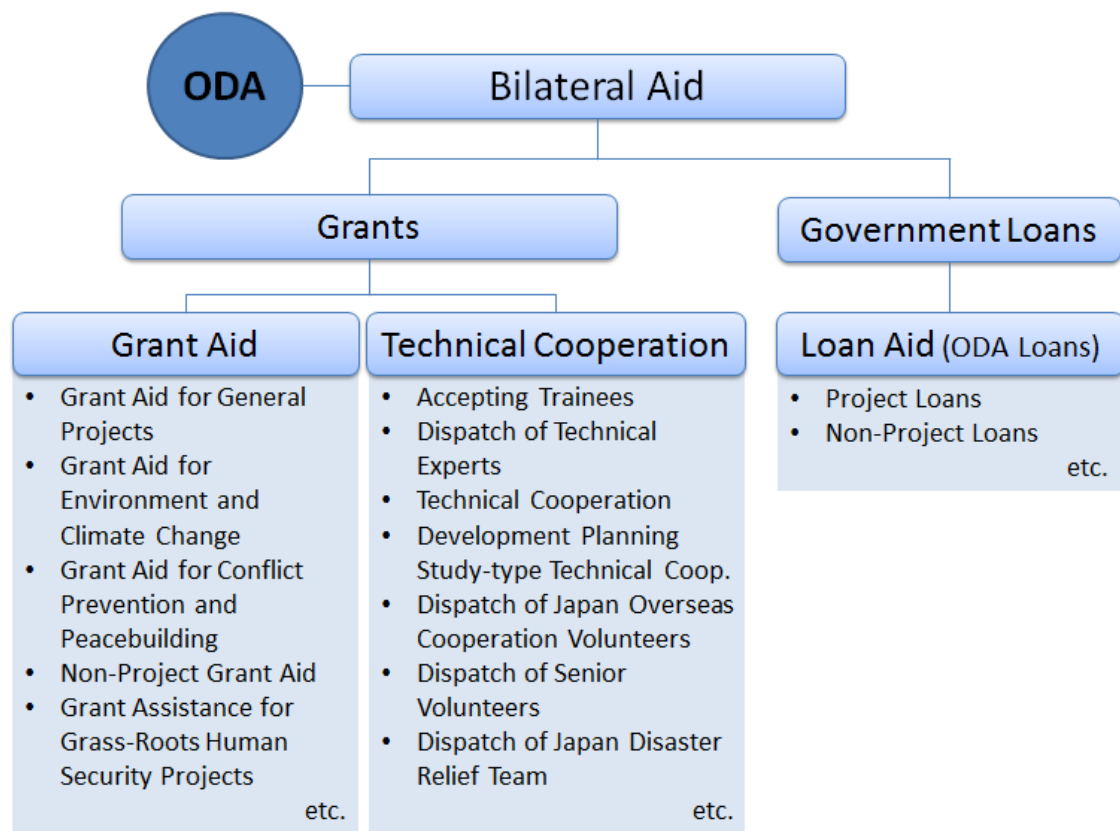 ODA
Bilateral Aid
Grants
Government Loans
Grant Aid
• Grant Aid for General
Projects
• Grant Aid for
Environment and
Climate Change
• Grant Aid for Conflict
Prevention and
Peacebuilding
• Non-Project Grant Aid
• Grant Assistance for
Grass-Roots Human
Security Projects
etc.
Technical Cooperation
• Accepting Trainees
• Dispatch of Technical
Experts
• Technical Cooperation
• Development Planning
Study-type Technical Coop.
• Dispatch of Japan Overseas
Cooperation Volunteers
• Dispatch of Senior
Volunteers
• Dispatch of Japan Disaster
Relief Team
etc.
Loan Aid (ODA Loans)
• Project Loans
• Non-Project Loans
etc.